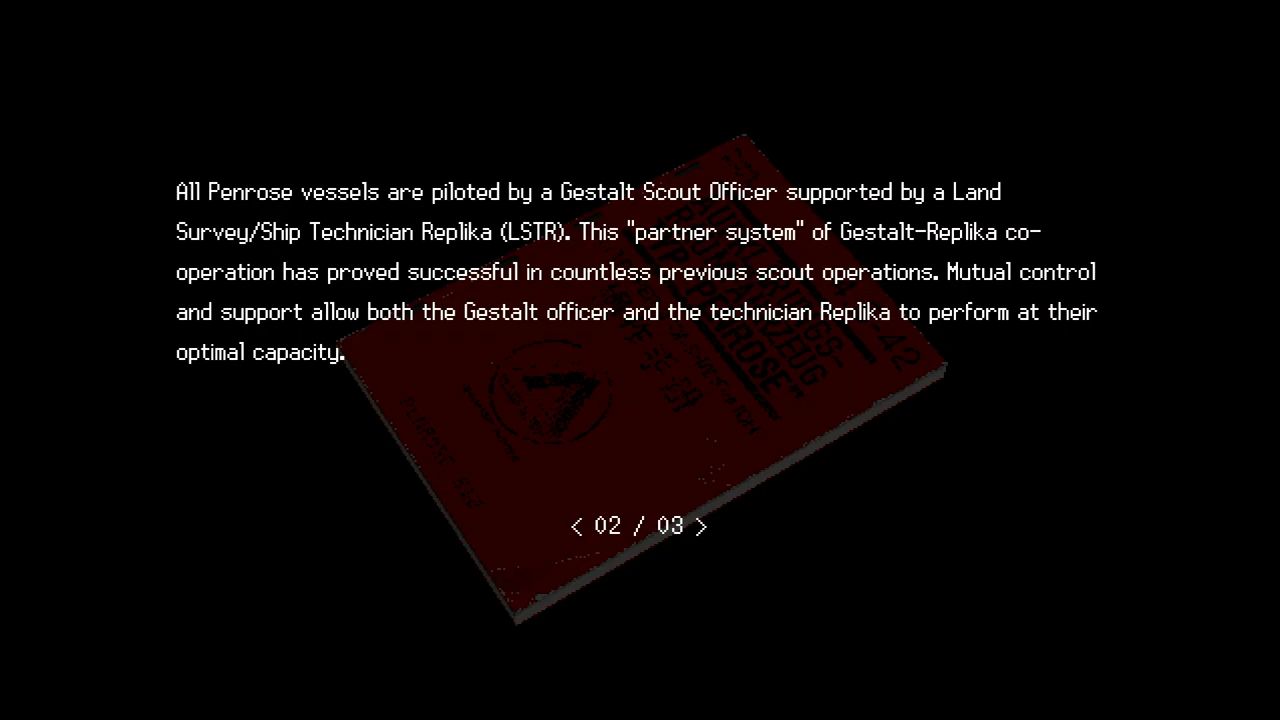 All Penrose vessels are piloted by a Gestalt Scout Officer supported by a Land
Survey/Ship Technician Replika (LSTR). This "partner system" of Gestalt-Replika co-
operation has proved successful in countless previous scout operations. Mutual control
and support allow both the Gestalt officer and the technician Replika to perform at their
optimal capacity.
PENROSE
42
< 02 / 03 >